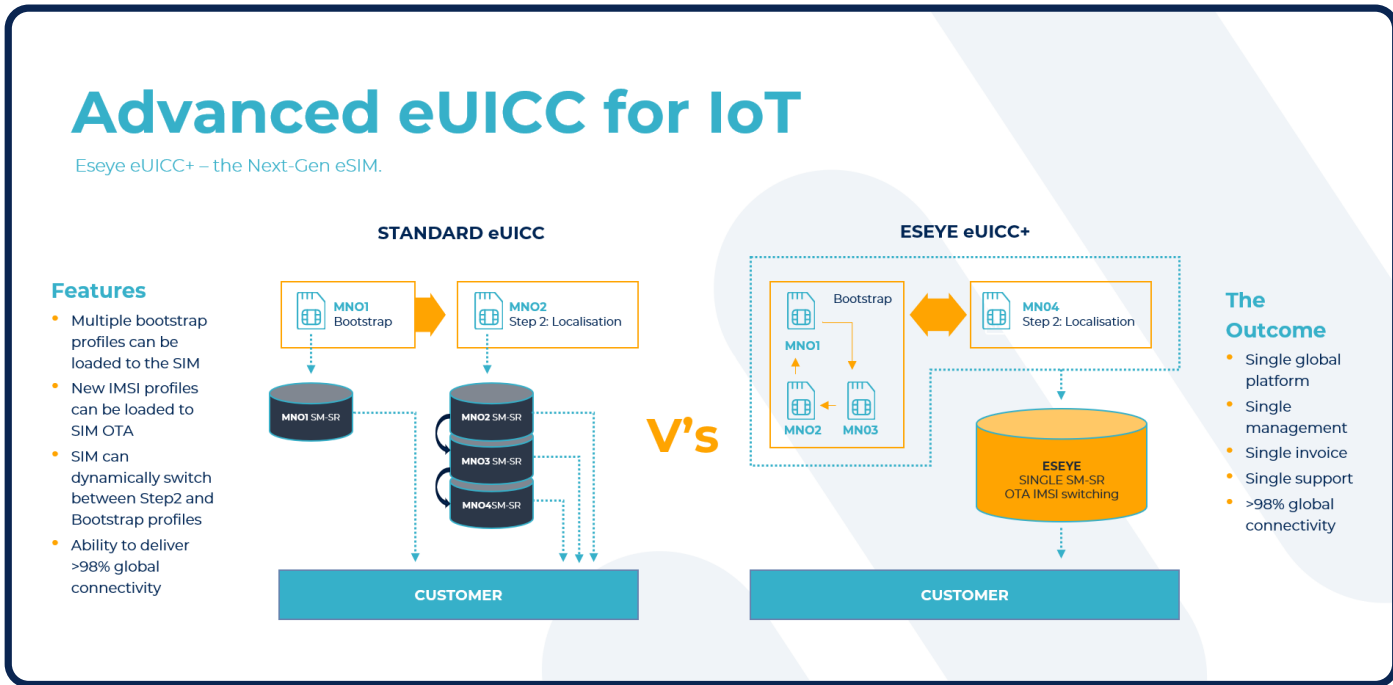 Advanced eUICC for IoT
Eseye eUICC+ – the Next-Gen eSIM.
STANDARD eUICC
ESEYE eUICC+
Features
• Multiple bootstrap
profiles can be
loaded to the SIM
• New IMSI profiles
can be loaded to
SIM OTA
• SIM can
dynamically switch
between Step2 and
Bootstrap profiles
• Ability to deliver
>98% global
connectivity
MNO1
Bootstrap
MNO2
Step 2: Localisation
MNO1 SM-SR
MNO2 SM-SR
MNO3 SM-SR
MNO4SM-SR
CUSTOMER
V's
Bootstrap
MNO1
MNO2
MN03
MN04
Step 2: Localisation
ESEYE
SINGLE SM-SR
OTA IMSI switching
CUSTOMER
The
Outcome
• Single global
platform
• Single
management
• Single invoice
• Single support
• >98% global
connectivity